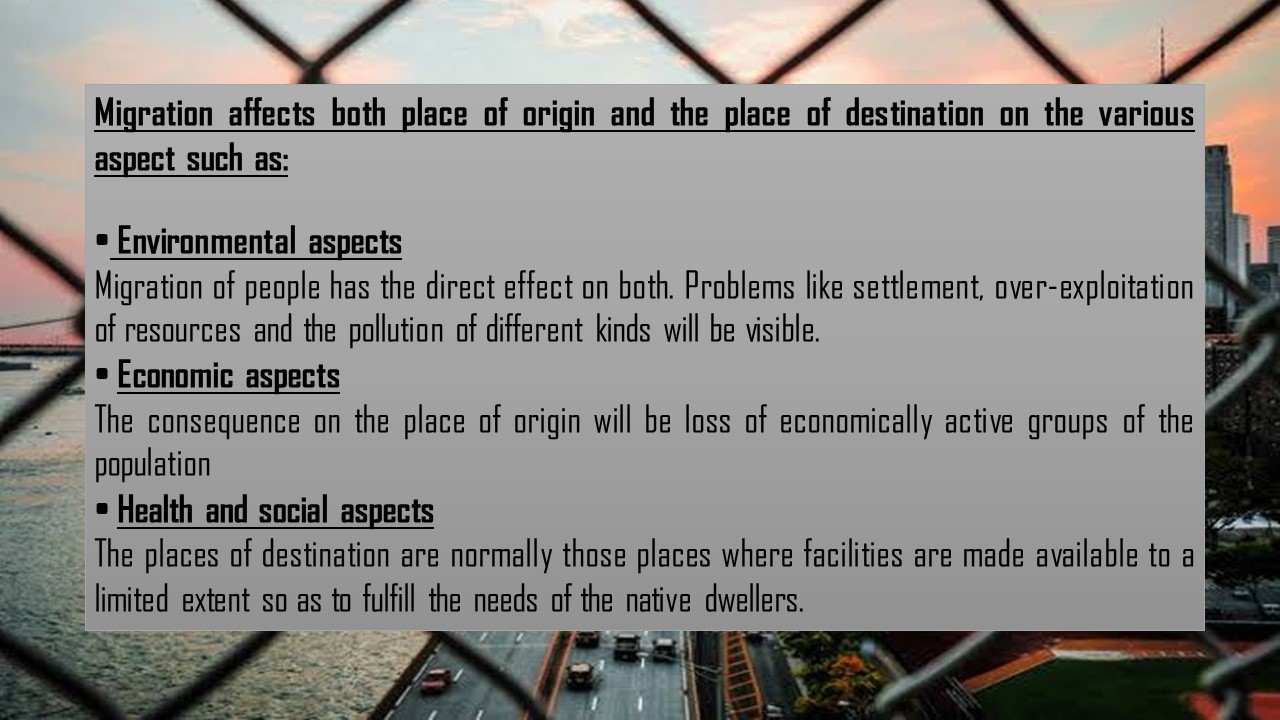 Migration affects both place of origin and the place of destination on the various
aspect such as:
• Environmental aspects
Migration of people has the direct effect on both. Problems like settlement, over-exploitation
of resources and the pollution of different kinds will be visible.
• Economic aspects
The consequence on the place of origin will be loss of economically active groups of the
population
• Health and social aspects
The places of destination are normally those places where facilities are made available to a
limited extent so as to fulfill the needs of the native dwellers.